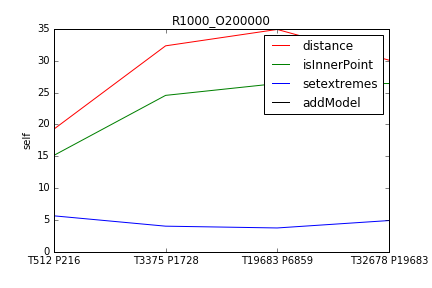 R1000_O200000
35
30
25
20
15
10
5
0
self
distance
isInnerPoint
setextremes
addModel
T512 P216
T3375 P1728
T19683 P6859
T32678 P19683